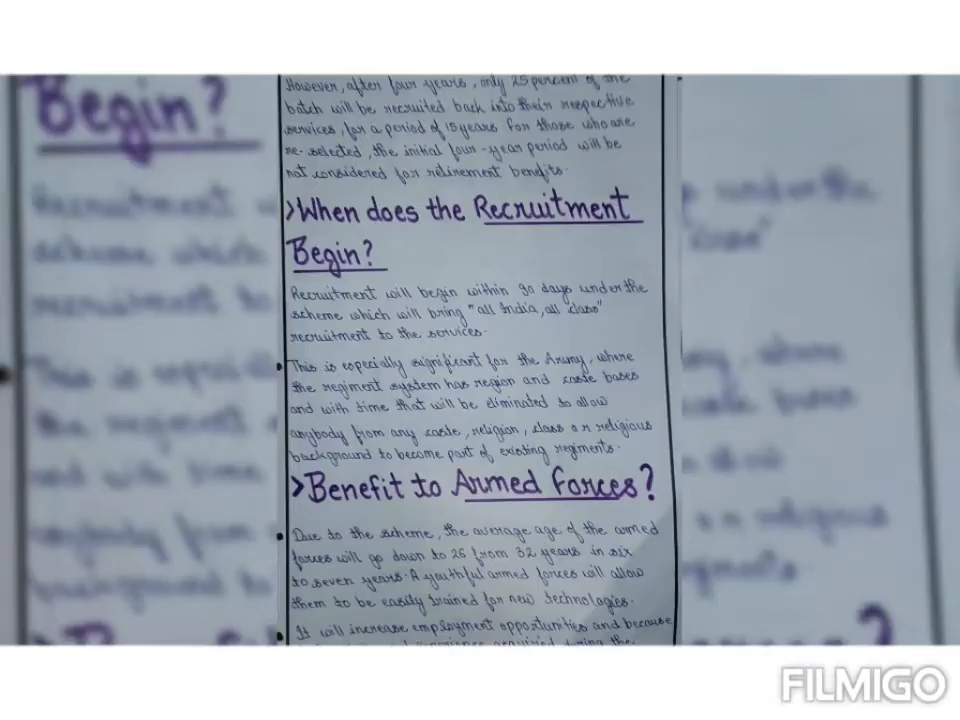 However, after four years, only 25 percent of the
batch will be recruited back into their respective
services, for a period of 15 years. For those who are
re-selected, the initial four-year period will be
not considered for retirement benefits.
>When does the Recruitment
Begin?
Recruitment will begin within 90 days under the
scheme which will bring "all India, all class"
recruitment to the services.
This is especially significant for the Army, where
the regiment system has region and caste bases
and with time that will be eliminated to allow
anybody from any caste, religion, class or religious
background to become part of existing regiments.
>Benefit to Armed forces?
Due to the scheme, the average age of the armed
forces will go down to 26 from 32 years in six
to seven years. A youthful armed forces will allow
them to be easily trained for new technologies.
It will increase employment opportunities and because
experience acquired during the
FILMIGO